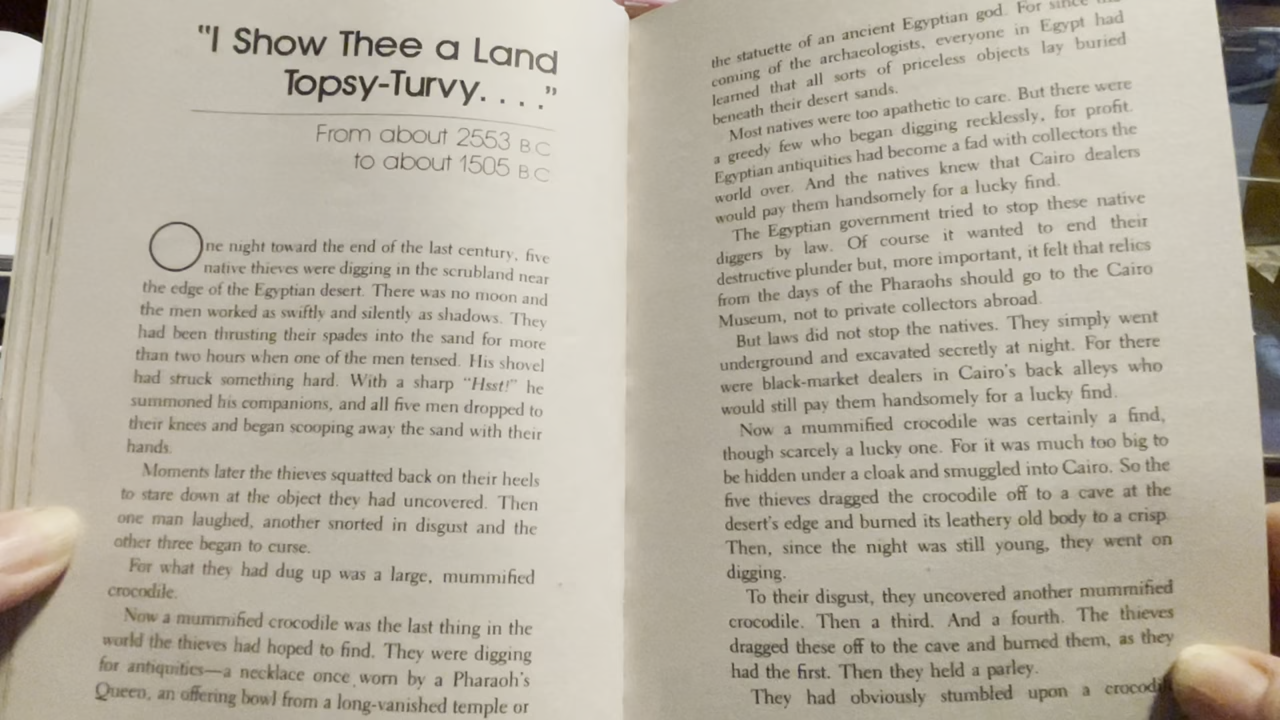 "I Show Thee a Land
Topsy-Turvy. . . ."
From about 2553 BC
to about 1505 BC
One night toward the end of the last century, five
native thieves were digging in the scrubland near
the edge of the Egyptian desert. There was no moon and
the men worked as swiftly and silently as shadows. They
had been thrusting their spades into the sand for more
than two hours when one of the men tensed. His shovel
had struck something hard. With a sharp "Hsst!" he
summoned his companions, and all five men dropped to
their knees and began scooping away the sand with their
hands.
Moments later the thieves squatted back on their heels
to stare down at the object they had uncovered. Then
one man laughed, another snorted in disgust and the
other three began to curse.
For what they had dug up was a large, mummified
crocodile.
Now a mummified crocodile was the last thing in the
world the thieves had hoped to find. They were digging
for antiquities—a necklace once worn by a Pharaoh's
Queen, an offering bowl from a long-vanished temple or
the statuette of an ancient Egyptian god. For since
coming of the archaeologists, everyone in Egypt had
learned that all sorts of priceless objects lay buried
beneath their desert sands.
Most natives were too apathetic to care. But there were
a greedy few who began digging recklessly, for profit.
Egyptian antiquities had become a fad with collectors the
world over. And the natives knew that Cairo dealers
would pay them handsomely for a lucky find.
The Egyptian government tried to stop these native
diggers by law. Of course it wanted to end their
destructive plunder but, more important, it felt that relics
from the days of the Pharaohs should go to the Cairo
Museum, not to private collectors abroad.
But laws did not stop the natives. They simply went
underground and excavated secretly at night. For there
were black-market dealers in Cairo's back alleys who
would still pay them handsomely for a lucky find.
Now a mummified crocodile was certainly a find,
though scarcely a lucky one. For it was much too big to
be hidden under a cloak and smuggled into Cairo. So the
five thieves dragged the crocodile off to a cave at the
desert's edge and burned its leathery old body to a crisp.
Then, since the night was still young, they went on
digging.
To their disgust, they uncovered another mummified
crocodile. Then a third. And a fourth. The thieves
dragged these off to the cave and burned them, as they
had the first. Then they held a parley.
They had obviously stumbled upon a